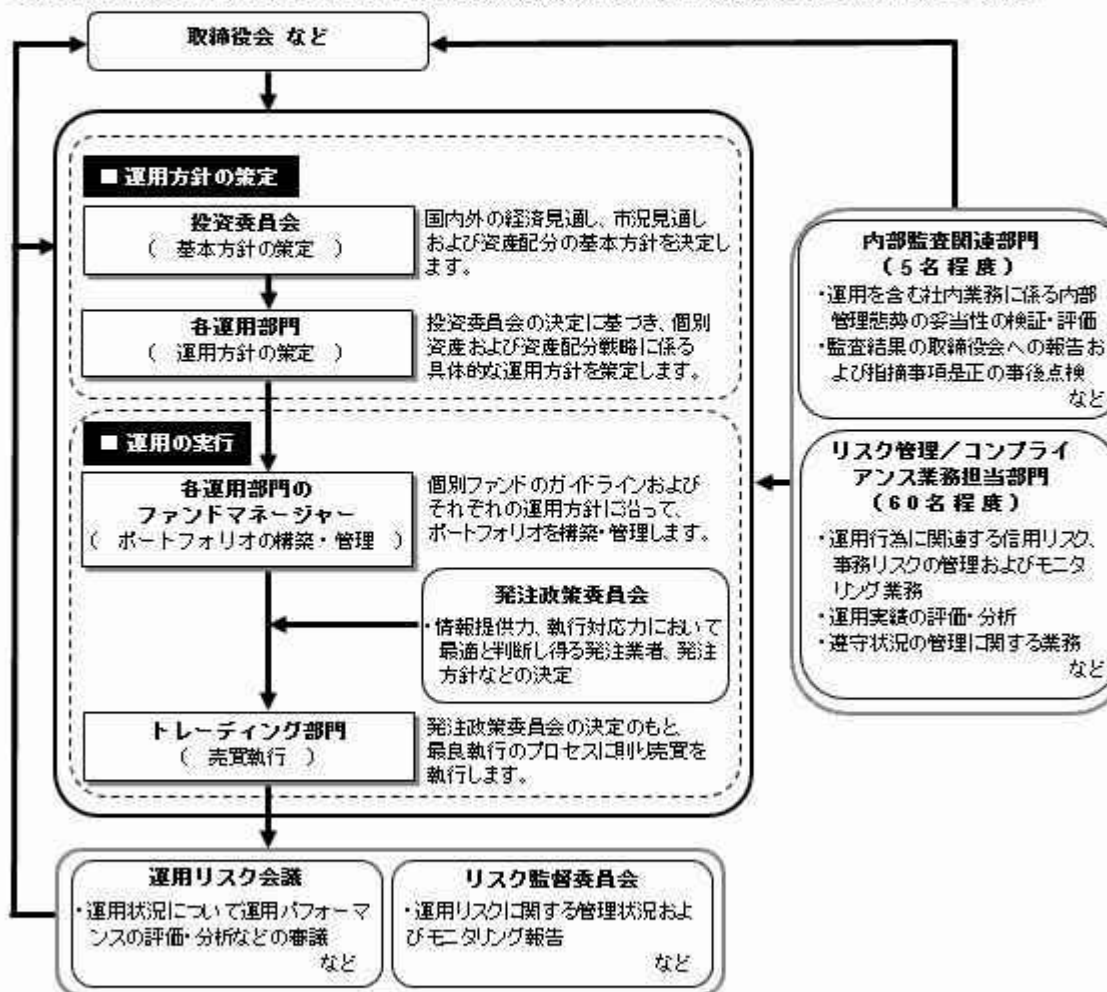 取締役会 など
■ 運用方針の策定
投資委員会
( 基本方針の策定 )
国内外の経済見通し、市況見通し
および資産配分の基本方針を決定し
ます。
各運用部門
( 運用方針の策定 )
投資委員会の決定に基づき、個別
資産および資産配分戦略に係る
具体的な運用方針を策定します。
■ 運用の実行
各運用部門の
ファンドマネージャー
( ポートフォリオの構築・管理 )
個別ファンドのガイドラインおよび
それぞれの運用方針に沿って、
ポートフォリオを構築・管理します。
発注政策委員会
・情報提供力、執行対応力において
最適と判断し得る発注業者、発注
方針などの決定
トレーディング部門
( 売買執行 )
発注政策委員会の決定のもと、
最良執行のプロセスに則り売買を
執行します。
内部監査関連部門
(5名程度)
・運用を含む社内業務に係る内部
管理態勢の妥当性の検証・評価
・監査結果の取締役会への報告お
よび指摘事項是正の事後点検
など
リスク管理/コンプライ
アンス業務担当部門
(60名程度)
・運用行為に関連する信用リスク、
事務リスクの管理およびモニタ
リング業務
・運用実績の評価・分析
・遵守状況の管理に関する業務
など
運用リスク会議
・運用状況について運用パフォーマ
ンスの評価・分析などの審議
など
リスク監督委員会
・運用リスクに関する管理状況およ
びモニタリング報告
など